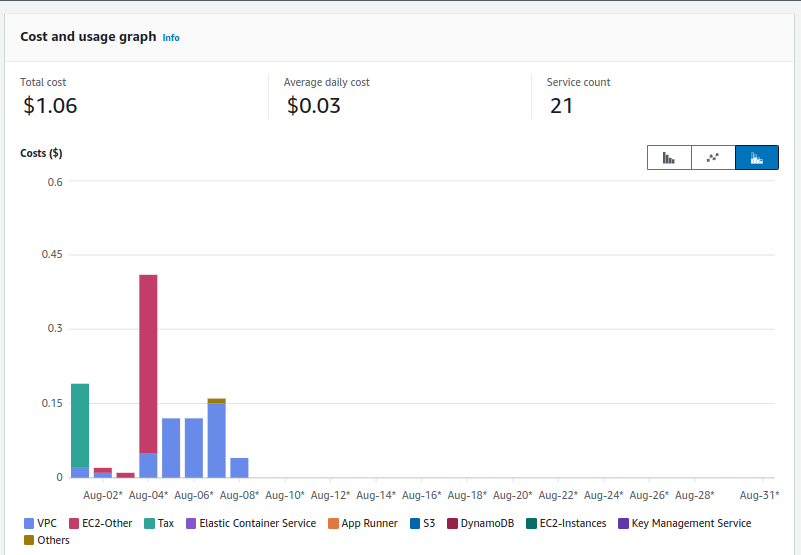 Cost and usage graph Info
Total cost Average daily cost Service count
$1.06 $0.03 21
Costs ($)
0.6
0.45
0.3
0.15
0
Aug-02* Aug-04* Aug-06* Aug-08* Aug-10* Aug-12* Aug-14* Aug-16* Aug-18* Aug-20* Aug-22* Aug-24* Aug-26* Aug-28* Aug-31*
VPC EC2-Other Tax Elastic Container Service App Runner S3 DynamoDB EC2-Instances Key Management Service
Others